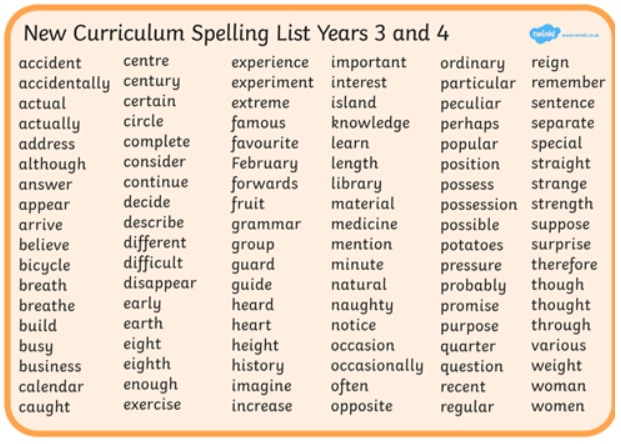 New Curriculum Spelling List Years 3 and 4
twinkl www.twinkl.co.uk
accident centre experience important ordinary reign
accidentally century experiment interest particular remember
actual certain extreme island peculiar sentence
actually circle famous knowledge perhaps separate
address complete favourite learn popular special
although consider February length position straight
answer continue forwards library possess strange
appear decide fruit material possession strength
arrive describe grammar medicine possible suppose
believe different group mention potatoes surprise
bicycle difficult guard minute pressure therefore
breath disappear guide natural probably though
breathe early heard naughty promise thought
build earth heart notice purpose through
busy eight height occasion quarter various
business eighth history occasionally question weight
calendar enough imagine often recent woman
caught exercise increase opposite regular women